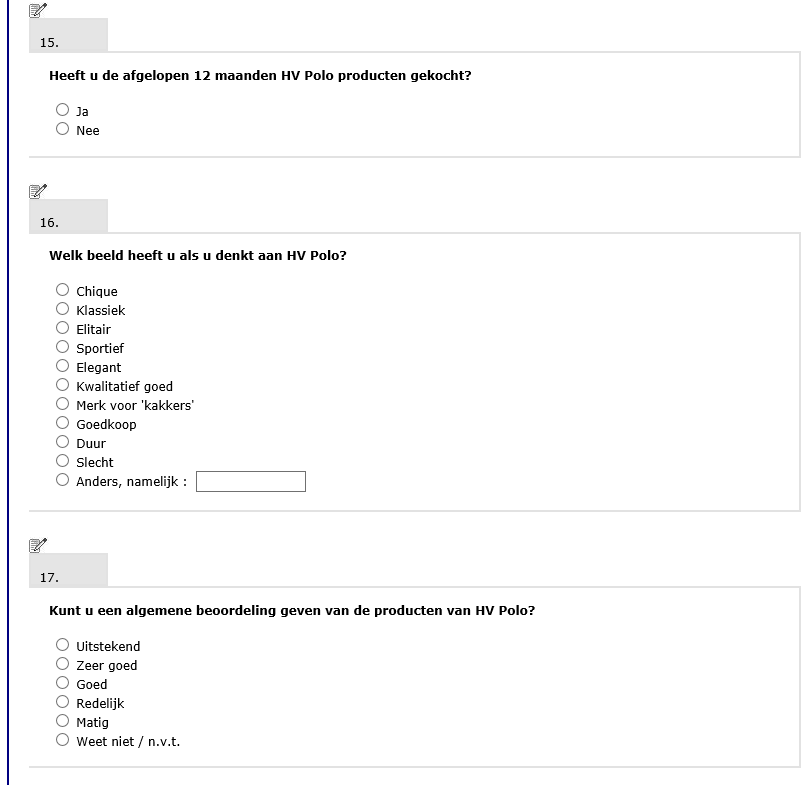 15.
Heeft u de afgelopen 12 maanden HV Polo producten gekocht?
Ja
Nee
16.
Welk beeld heeft u als u denkt aan HV Polo?
Chique
Klassiek
Elitair
Sportief
Elegant
Kwalitatief goed
Merk voor 'kakkers'
Goedkoop
Duur
Slecht
Anders, namelijk :
17.
Kunt u een algemene beoordeling geven van de producten van HV Polo?
Uitstekend
Zeer goed
Goed
Redelijk
Matig
Weet niet / n.v.t.